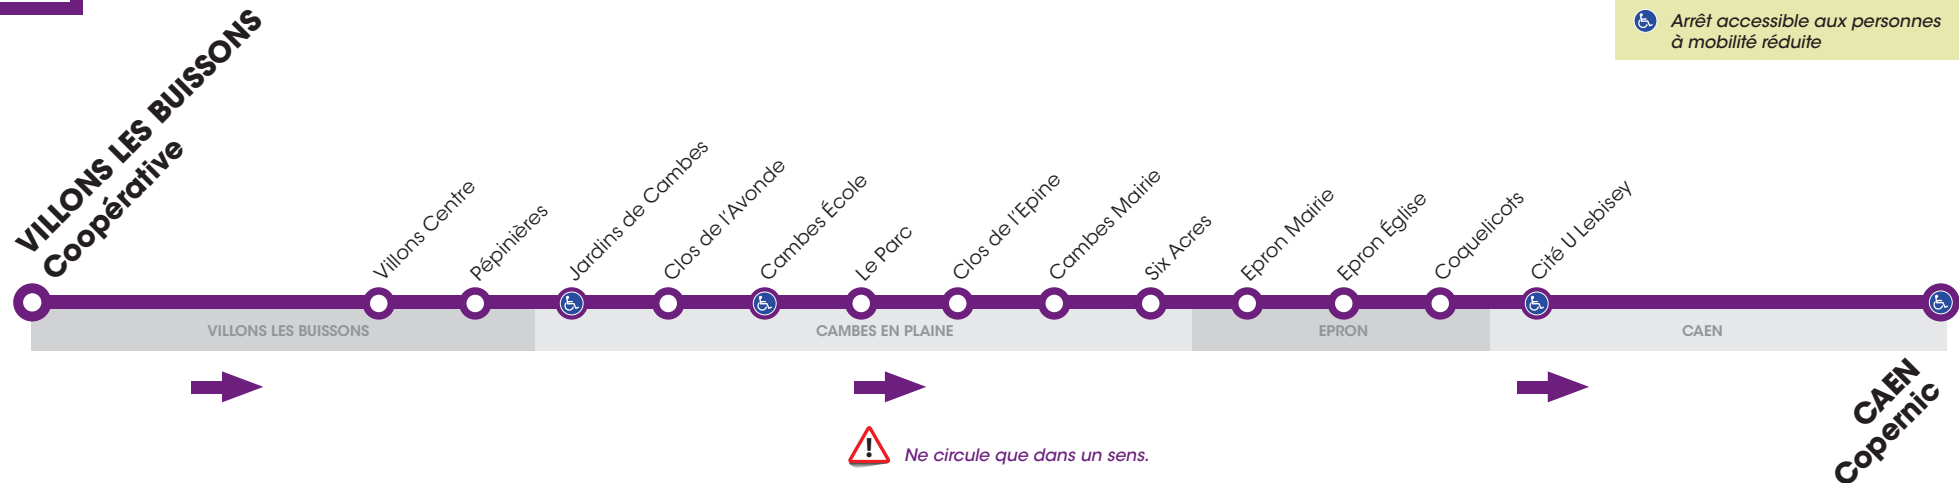 Arrêt accessible aux personnes
à mobilité réduite
VILLONS LES BUISSONS
Coopérative
Villons Centre
Pépinières
Jardins de Cambes
Clos de l'Avonde
Cambes École
Le Parc
Clos de l'Epine
Cambes Mairie
Six Acres
Epron Mairie
Epron Église
Coquelicots
Cité U Lebisey
VILLONS LES BUISSONS
CAMBES EN PLAINE
EPRON
CAEN
CAEN
Copernic
Ne circule que dans un sens.